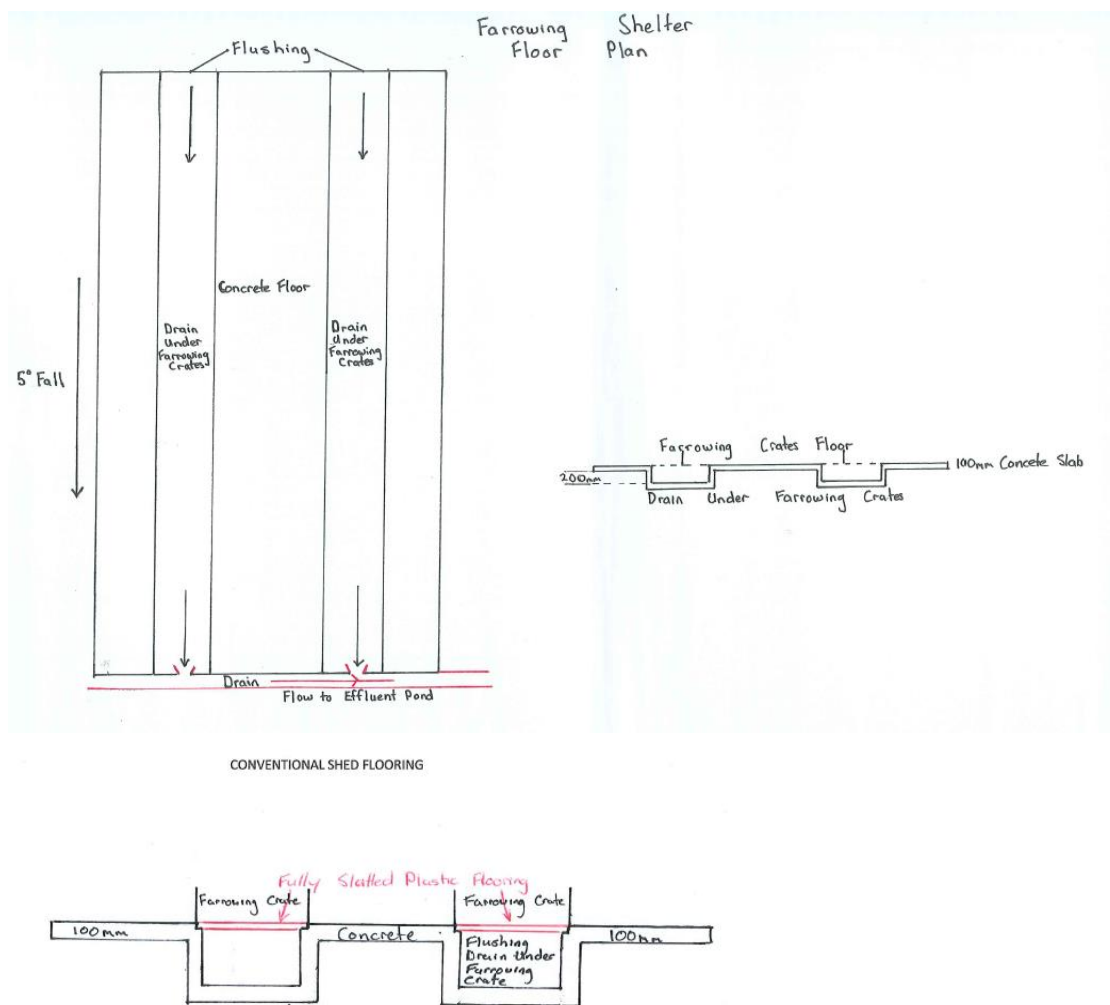 Farrowing Shelter
Floor Plan
Flushing
Concrete Floor
Drain
Under
Farrowing
Crates
Drain
Under
Farrowing
Crates
5° Fall
Farrowing Crates Floor
100mm Concete Slab
200mm
Drain Under Farrowing Crates
Drain
Flow to Effluent Pond
CONVENTIONAL SHED FLOORING
Fully Slatted Plastic Flooring
Farrowing Crate
Farrowing Crate
100mm
Concrete
100mm
Flushing
Drain Under
Farrowing
Crate